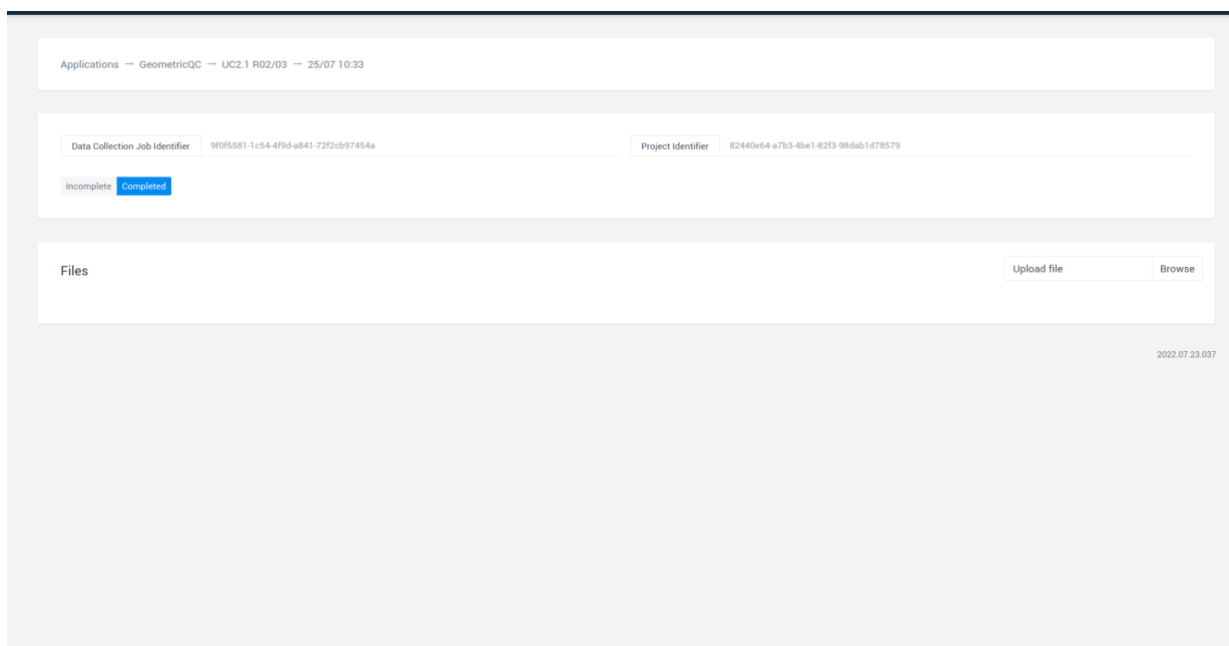 Applications → GeometricQC → UC2.1 R02/03 → 25/07 10:33
Data Collection Job Identifier 9f0f5581-1c54-4f9d-a841-72f2cb97454a Project Identifier 82440e64-a7b3-4be1-82f3-98dab1d78579
Incomplete Completed
Files Upload file Browse
2022.07.23.037